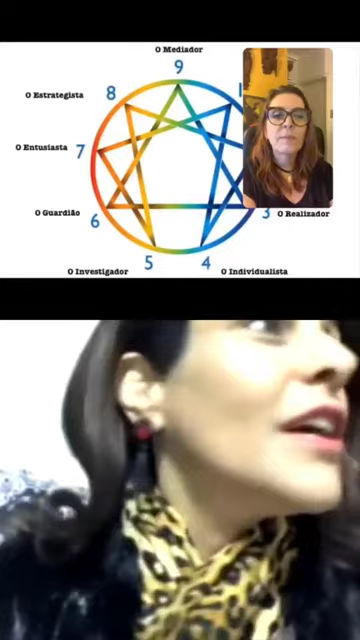 O Mediador
9
O Estrategista
8
1
O Entusiasta
7
O Guardião
6
3
O Realizador
5
4
O Investigador
O Individualista